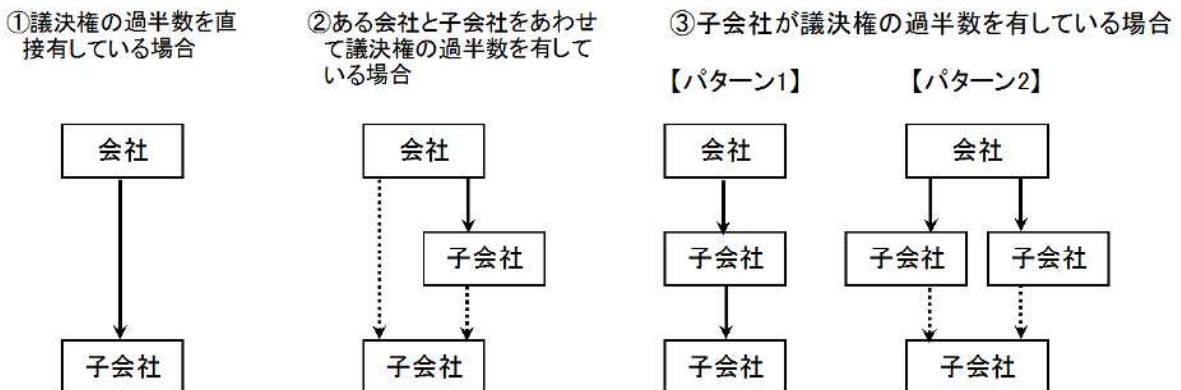 ①議決権の過半数を直
接有している場合
②ある会社と子会社をあわせ
て議決権の過半数を有して
いる場合
③子会社が議決権の過半数を有している場合
【パターン1】
【パターン2】
会社
子会社
会社
子会社
子会社
会社
子会社
子会社
会社
子会社
子会社
子会社